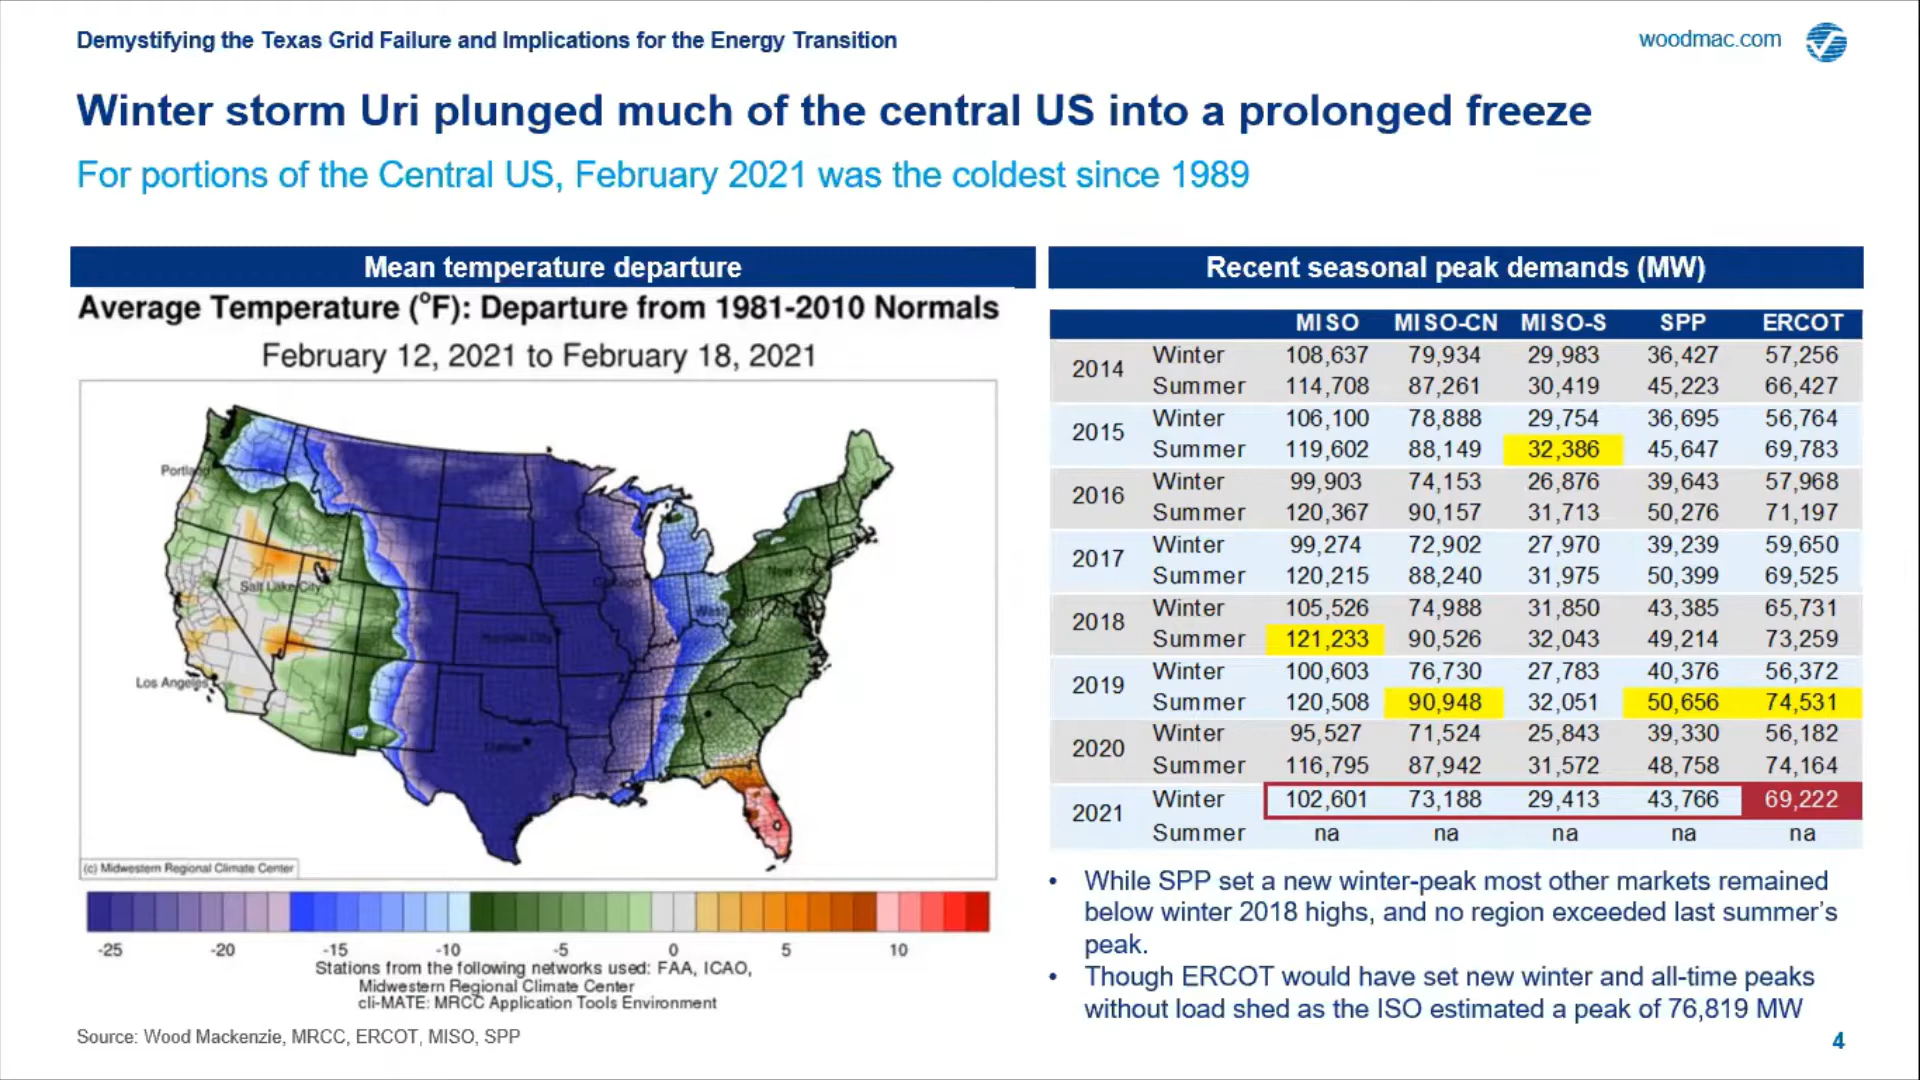 Demystifying the Texas Grid Failure and Implications for the Energy Transition
woodmac.com
Winter storm Uri plunged much of the central US into a prolonged freeze
For portions of the Central US, February 2021 was the coldest since 1989
Mean temperature departure
Average Temperature (°F): Departure from 1981-2010 Normals
February 12, 2021 to February 18, 2021
Portland
Salt Lake City
Los Angeles
Chicago
New York
Kansas City
Dallas
(c) Midwestern Regional Climate Center
-25 -20 -15 -10 -5 0 5 10
Stations from the following networks used: FAA, ICAO,
Midwestern Regional Climate Center
cli-MATE: MRCC Application Tools Environment
Recent seasonal peak demands (MW)
MISO MISO-CN MISO-S SPP ERCOT
2014 Winter 108,637 79,934 29,983 36,427 57,256
Summer 114,708 87,261 30,419 45,223 66,427
2015 Winter 106,100 78,888 29,754 36,695 56,764
Summer 119,602 88,149 32,386 45,647 69,783
2016 Winter 99,903 74,153 26,876 39,643 57,968
Summer 120,367 90,157 31,713 50,276 71,197
2017 Winter 99,274 72,902 27,970 39,239 59,650
Summer 120,215 88,240 31,975 50,399 69,525
2018 Winter 105,526 74,988 31,850 43,385 65,731
Summer 121,233 90,526 32,043 49,214 73,259
2019 Winter 100,603 76,730 27,783 40,376 56,372
Summer 120,508 90,948 32,051 50,656 74,531
2020 Winter 95,527 71,524 25,843 39,330 56,182
Summer 116,795 87,942 31,572 48,758 74,164
2021 Winter 102,601 73,188 29,413 43,766 69,222
Summer na na na na na
• While SPP set a new winter-peak most other markets remained
below winter 2018 highs, and no region exceeded last summer's
peak.
• Though ERCOT would have set new winter and all-time peaks
without load shed as the ISO estimated a peak of 76,819 MW
Source: Wood Mackenzie, MRCC, ERCOT, MISO, SPP
4